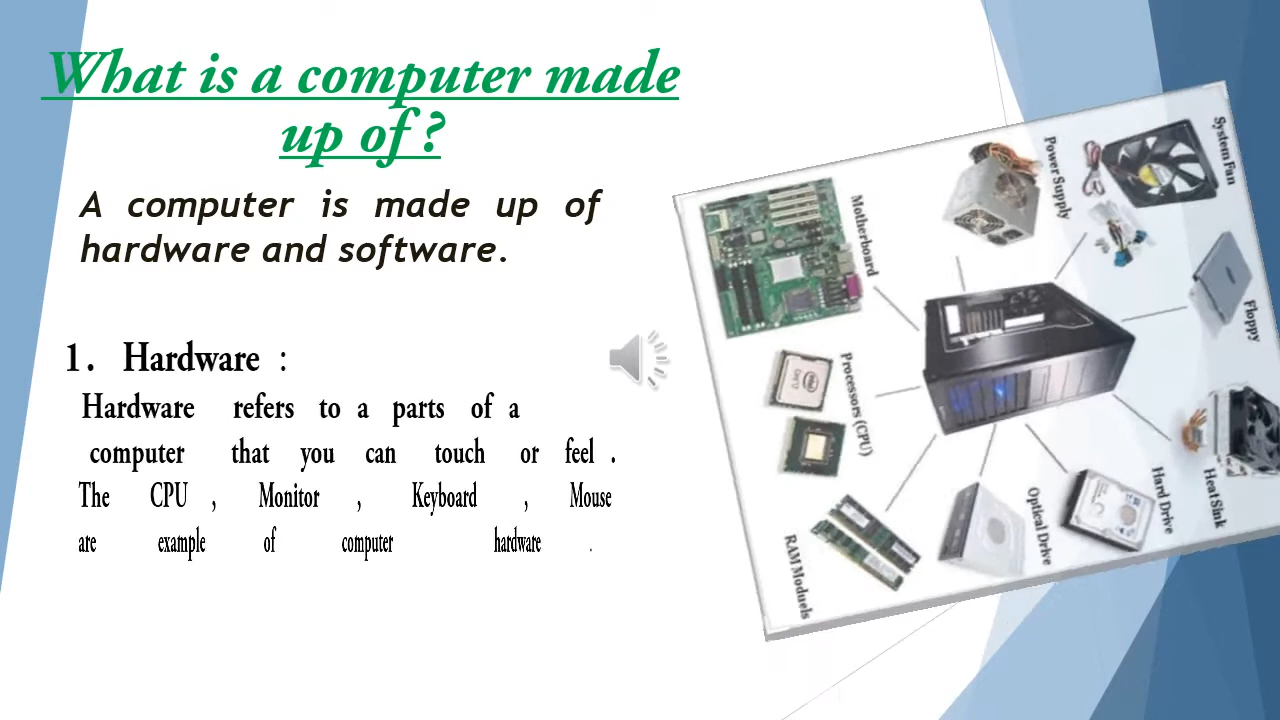 What is a computer made
up of ?
A computer is made up of
hardware and software.
1. Hardware :
Hardware refers to a parts of a
computer that you can touch or feel .
The CPU , Monitor , Keyboard , Mouse
are example of computer hardware .
Motherboard
Power Supply
System Fan
Floppy
Processors (CPU)
Heat Sink
Hard Drive
Optical Drive
RAM Moduels